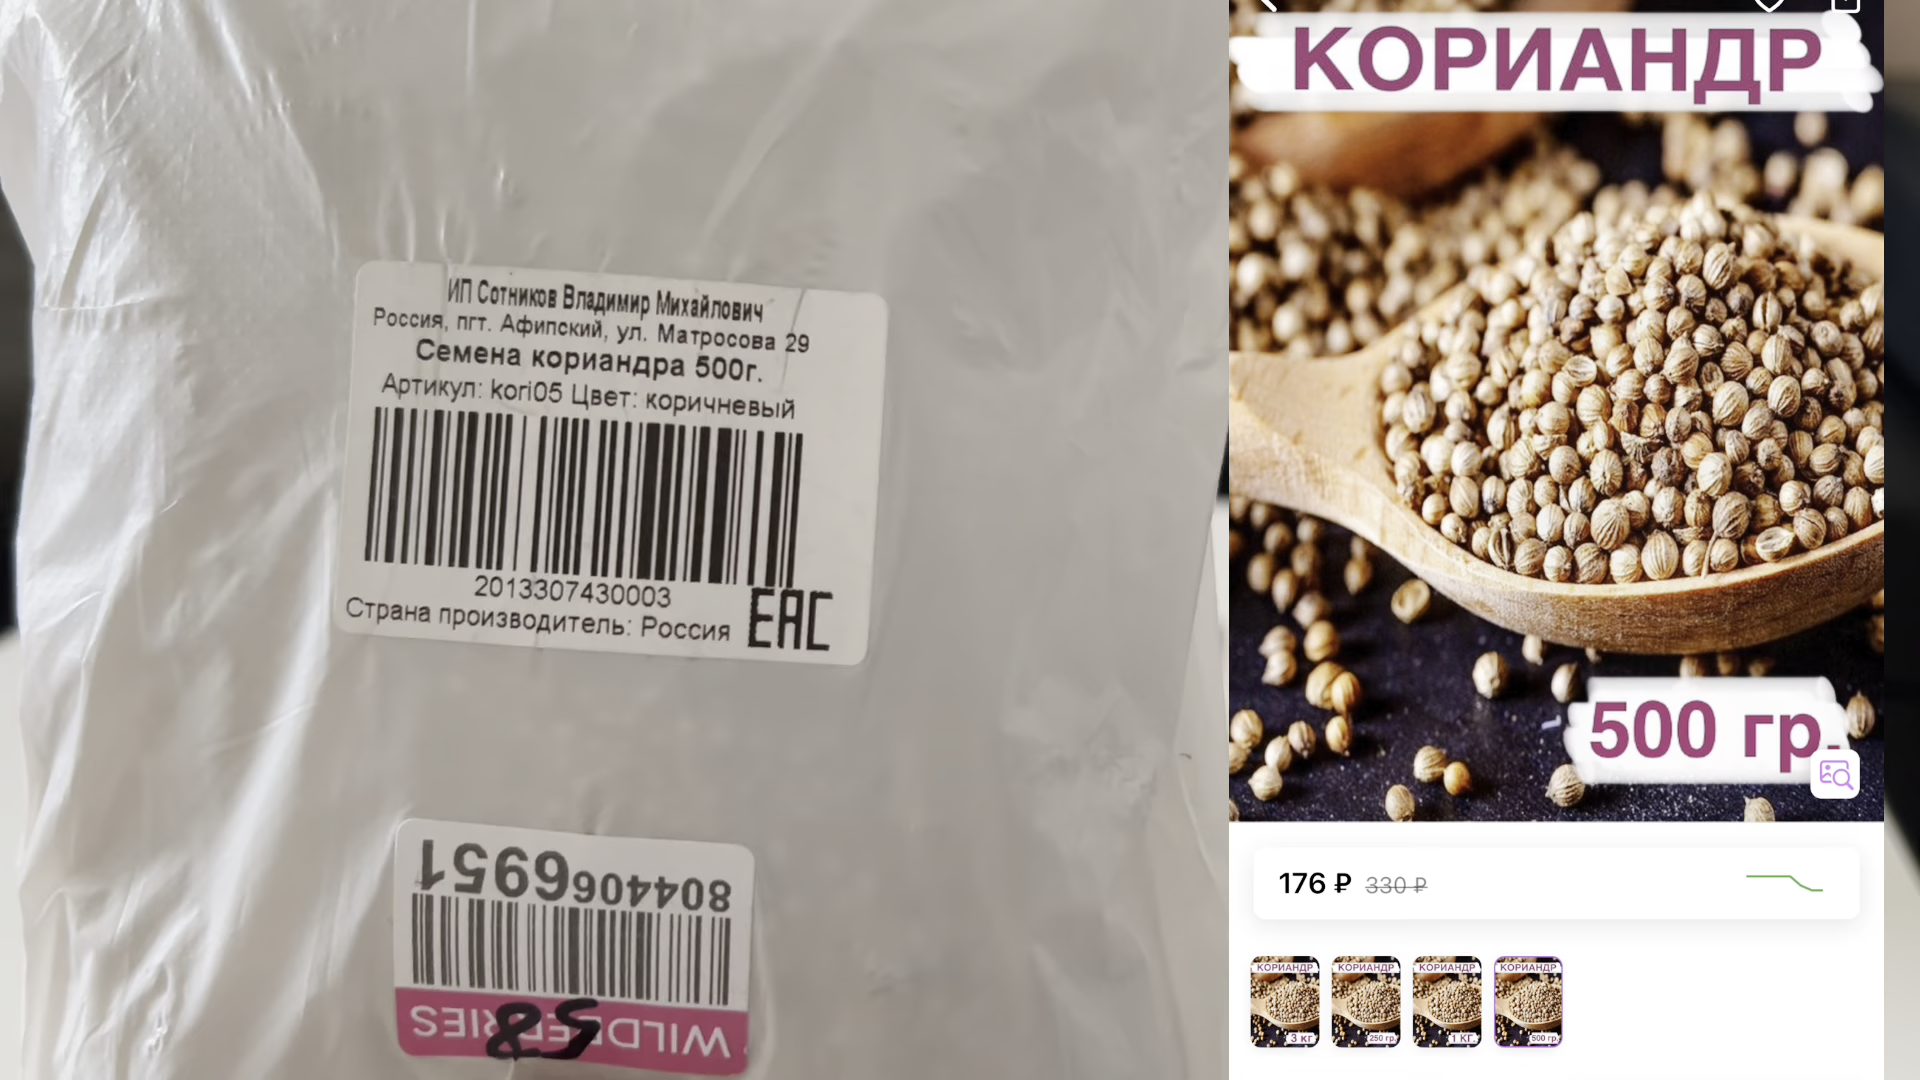 ИП Сотников Владимир Михайлович
Россия, пгт. Афипский, ул. Матросова 29
Семена кориандра 500г.
Артикул: kori05 Цвет: коричневый
2013307430003
Страна производитель: Россия
EAC
8044066951
WILDBERRIES
58
КОРИАНДР
500 гр.
176 ₽ 330 ₽
КОРИАНДР КОРИАНДР КОРИАНДР КОРИАНДР
3 кг 250 гр. 1 КГ. 500 гр.